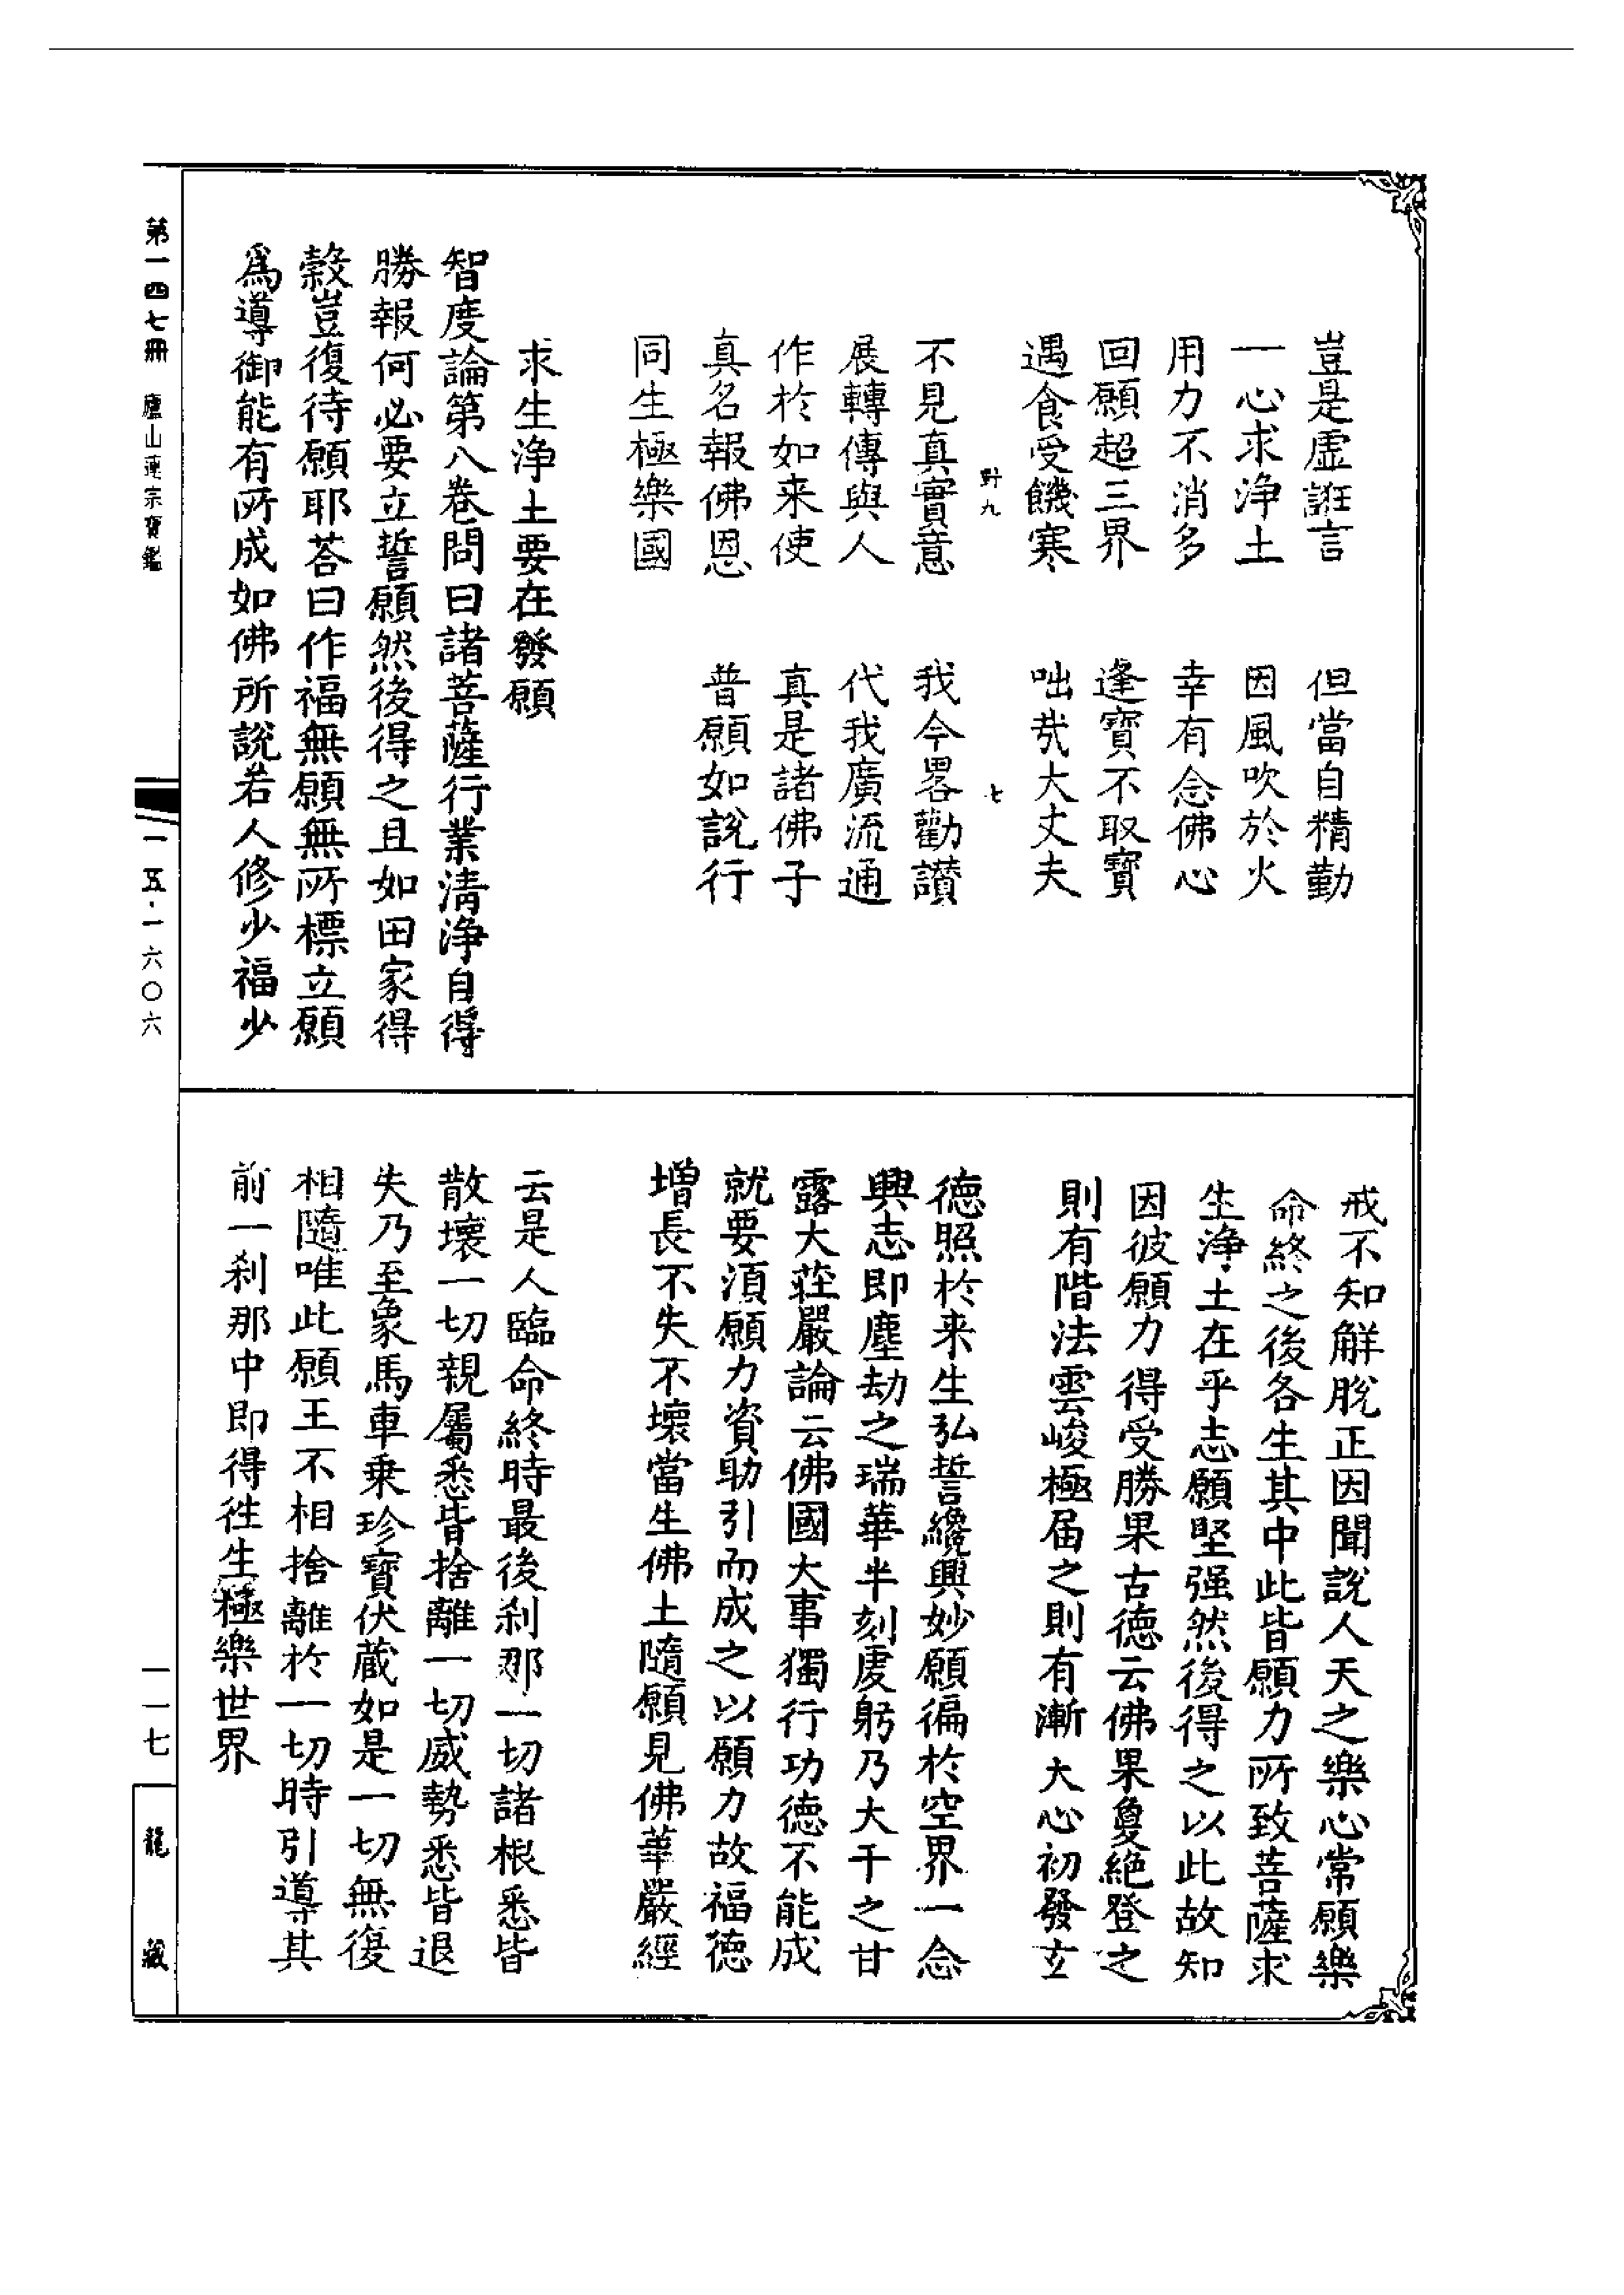 豈是虛誑言　但當自精勤
一心求淨土　因風吹於火
用力不消多　幸有念佛心
回願超三界　逢寶不取寶
遇食受饑寒　咄哉大丈夫
野九　七
不見真實意　我今畧勸讃
展轉傳與人　代我廣流通
作於如来使　真是諸佛子
真名報佛恩　普願如說行
同生極樂國
求生淨土要在發願
智度論第八卷問曰諸菩薩行業清淨自得
勝報何必要立誓願然後得之且如田家得
穀豈復待願耶荅曰作福無願無所標立願
爲導御能有所成如佛所說若人修少福少
戒不知解脫正因聞說人天之樂心常願樂
命終之後各生其中此皆願力所致菩薩求
生淨土在乎志願堅强然後得之以此故知
因彼願力得受勝果古德云佛果敻絶登之
則有階法雲峻極届之則有漸大心初發玄
德照於来生弘誓纔興妙願徧於空界一念
興志即塵劫之瑞華半刻虔躬乃大千之甘
露大莊嚴論云佛國大事獨行功德不能成
就要須願力資助引而成之以願力故福德
增長不失不壞當生佛土隨願見佛華嚴經
云是人臨命終時最後刹那一切諸根悉皆
散壞一切親屬悉皆捨離一切威勢悉皆退
失乃至象馬車乗珍寶伏藏如是一切無復
相隨唯此願王不相捨離於一切時引導其
前一刹那中即得徃生極樂世界
第一四七冊　廬山蓮宗寶鑑
一五·一六〇六
一一七
龍藏